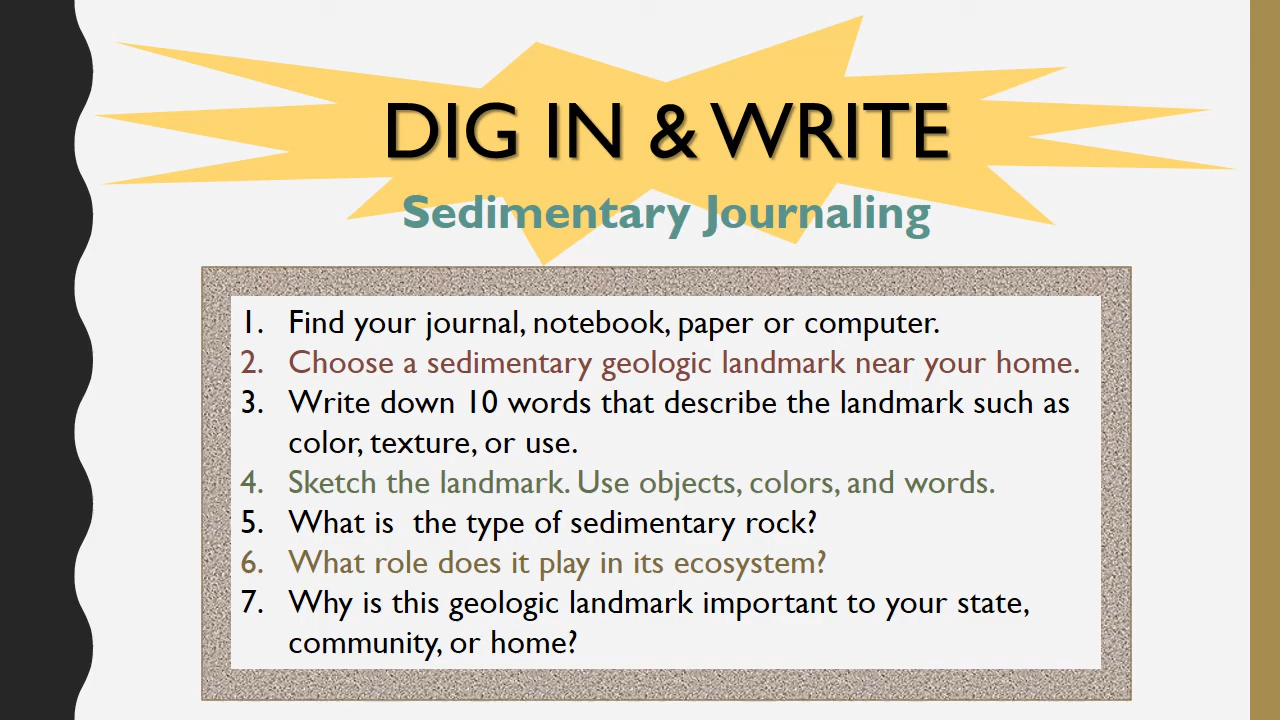 DIG IN & WRITE
Sedimentary Journaling
1. Find your journal, notebook, paper or computer.
2. Choose a sedimentary geologic landmark near your home.
3. Write down 10 words that describe the landmark such as
color, texture, or use.
4. Sketch the landmark. Use objects, colors, and words.
5. What is  the type of sedimentary rock?
6. What role does it play in its ecosystem?
7. Why is this geologic landmark important to your state,
community, or home?